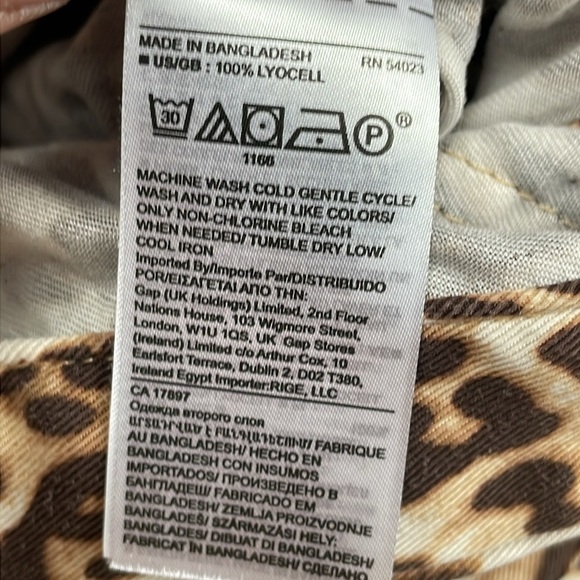 MADE IN BANGLADESH RN 54023
■ US/GB : 100% LYOCELL
30 P ®
1166
MACHINE WASH COLD GENTLE CYCLE/
WASH AND DRY WITH LIKE COLORS/
ONLY NON-CHLORINE BLEACH
WHEN NEEDED/ TUMBLE DRY LOW/
COOL IRON
Imported By/Importe Par/DISTRIBUIDO
POR/ΕΙΣΑΓΕΤΑΙ ΑΠΟ ΤΗΝ:
Gap (UK Holdings) Limited, 2nd Floor
Nations House, 103 Wigmore Street,
London, W1U 1QS, UK Gap Stores
(Ireland) Limited c/o Arthur Cox, 10
Earlsfort Terrace, Dublin 2, D02 T380,
Ireland Egypt Importer:RIGE, LLC
CA 17897
Одежда второго слоя
FABRIQUE
AU BANGLADESH/ HECHO EN
BANGLADESH CON INSUMOS
IMPORTADOS/ ПРОИЗВЕДЕНО В
БАНГЛАДЕШ/ FABRICADO EM
BANGLADESH/ ZEMLJA PROIZVODNJE
BANGLADEŠ/ SZÁRMAZÁSI HELY:
BANGLADES/ DIBUAT DI BANGLADESH/
FABRICAT ÎN BANGLADESH/ СДЕЛАНО